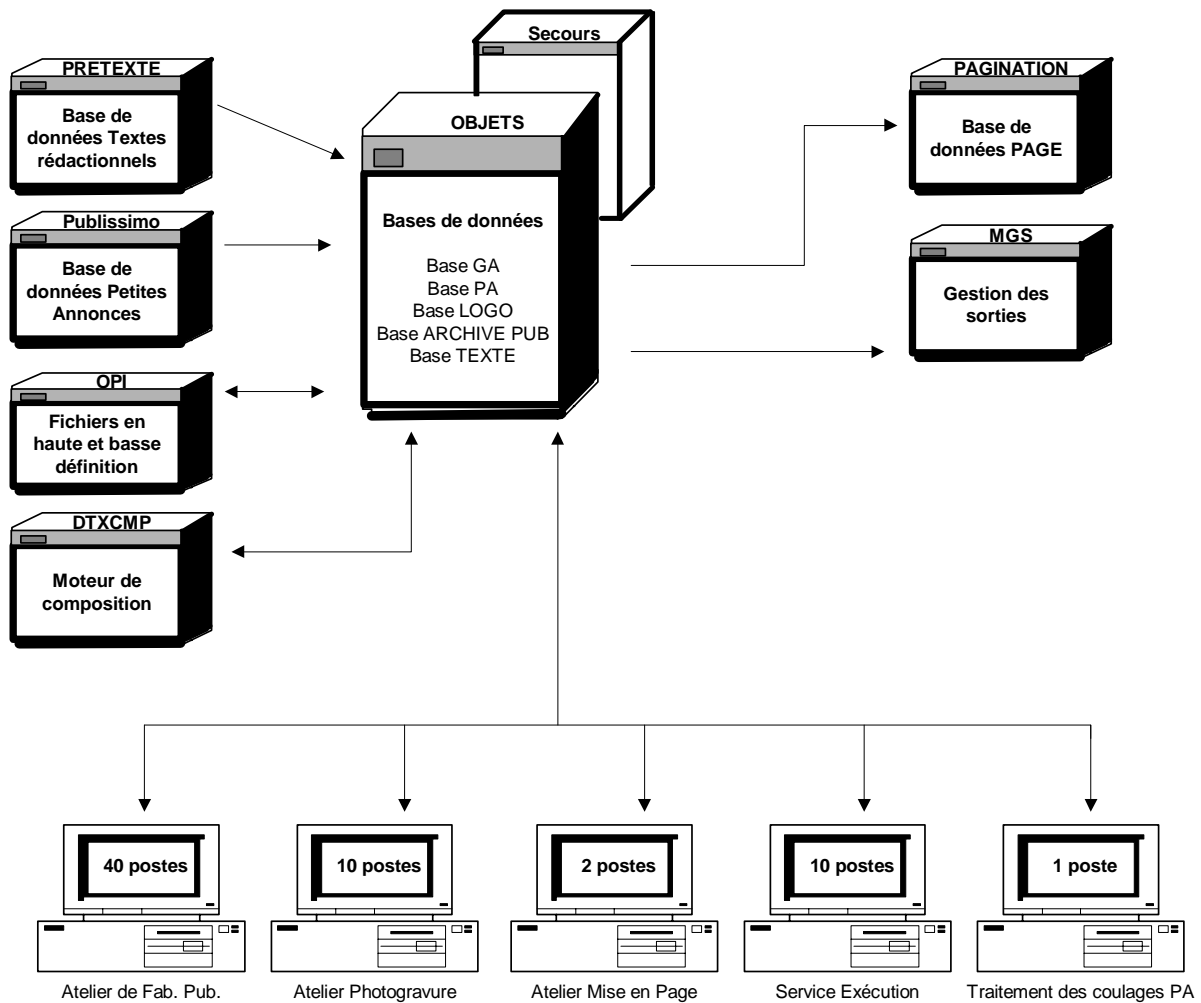 Secours
PRETEXTE
Base de
données Textes
rédactionnels
OBJETS
Bases de données
Base GA
Base PA
Base LOGO
Base ARCHIVE PUB
Base TEXTE
PAGINATION
Base de
données PAGE
Publissimo
Base de
données Petites
Annonces
MGS
Gestion des
sorties
OPI
Fichiers en
haute et basse
définition
DTXCMP
Moteur de
composition
40 postes
10 postes
2 postes
10 postes
1 poste
Atelier de Fab. Pub.
Atelier Photogravure
Atelier Mise en Page
Service Exécution
Traitement des coulages PA